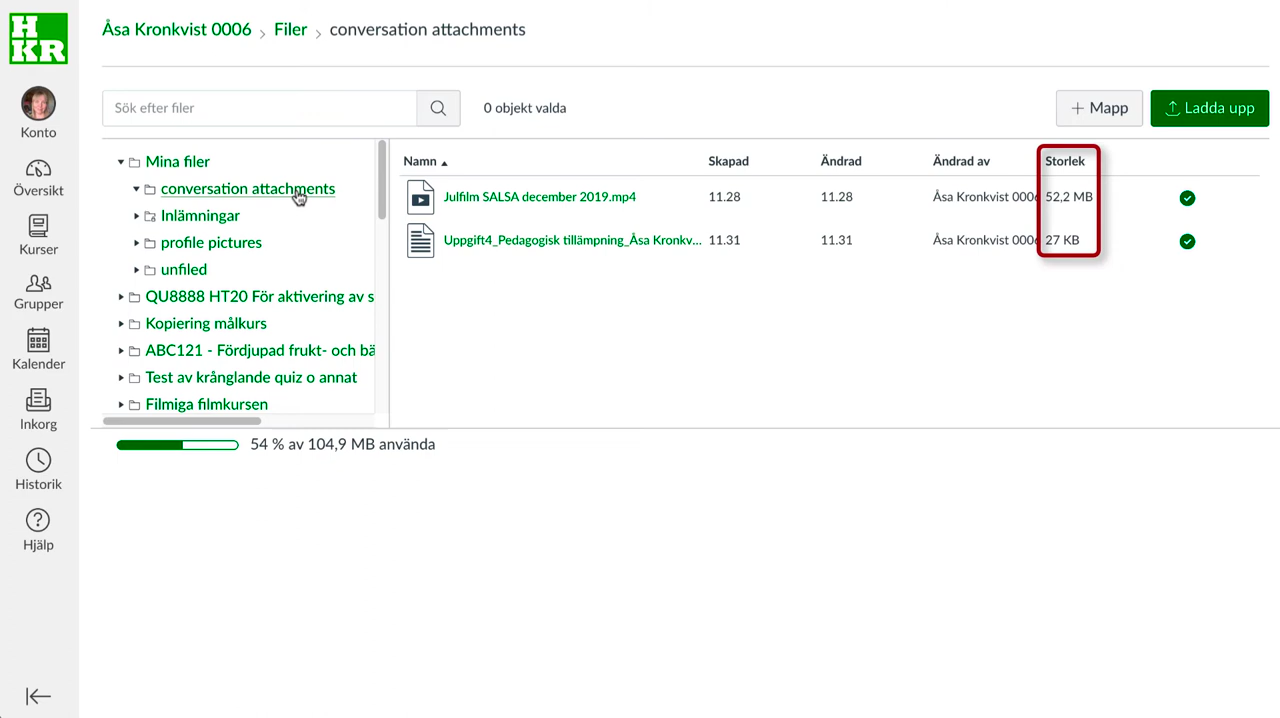 HKR
Åsa Kronkvist 0006 > Filer > conversation attachments
Sök efter filer
0 objekt valda
+ Mapp
Ladda upp
Konto
Översikt
Kurser
Grupper
Kalender
Inkorg
Historik
Hjälp
Mina filer
conversation attachments
Inlämningar
profile pictures
unfiled
QU8888 HT20 För aktivering av s
Kopiering målkurs
ABC121 - Fördjupad frukt- och bä
Test av krånglande quiz o annat
Filmiga filmkursen
Namn Skapad Ändrad Ändrad av Storlek
Julfilm SALSA december 2019.mp4 11.28 11.28 Åsa Kronkvist 0006 52,2 MB
Uppgift4_Pedagogisk tillämpning_Åsa Kronkv... 11.31 11.31 Åsa Kronkvist 0006 27 KB
54 % av 104,9 MB använda